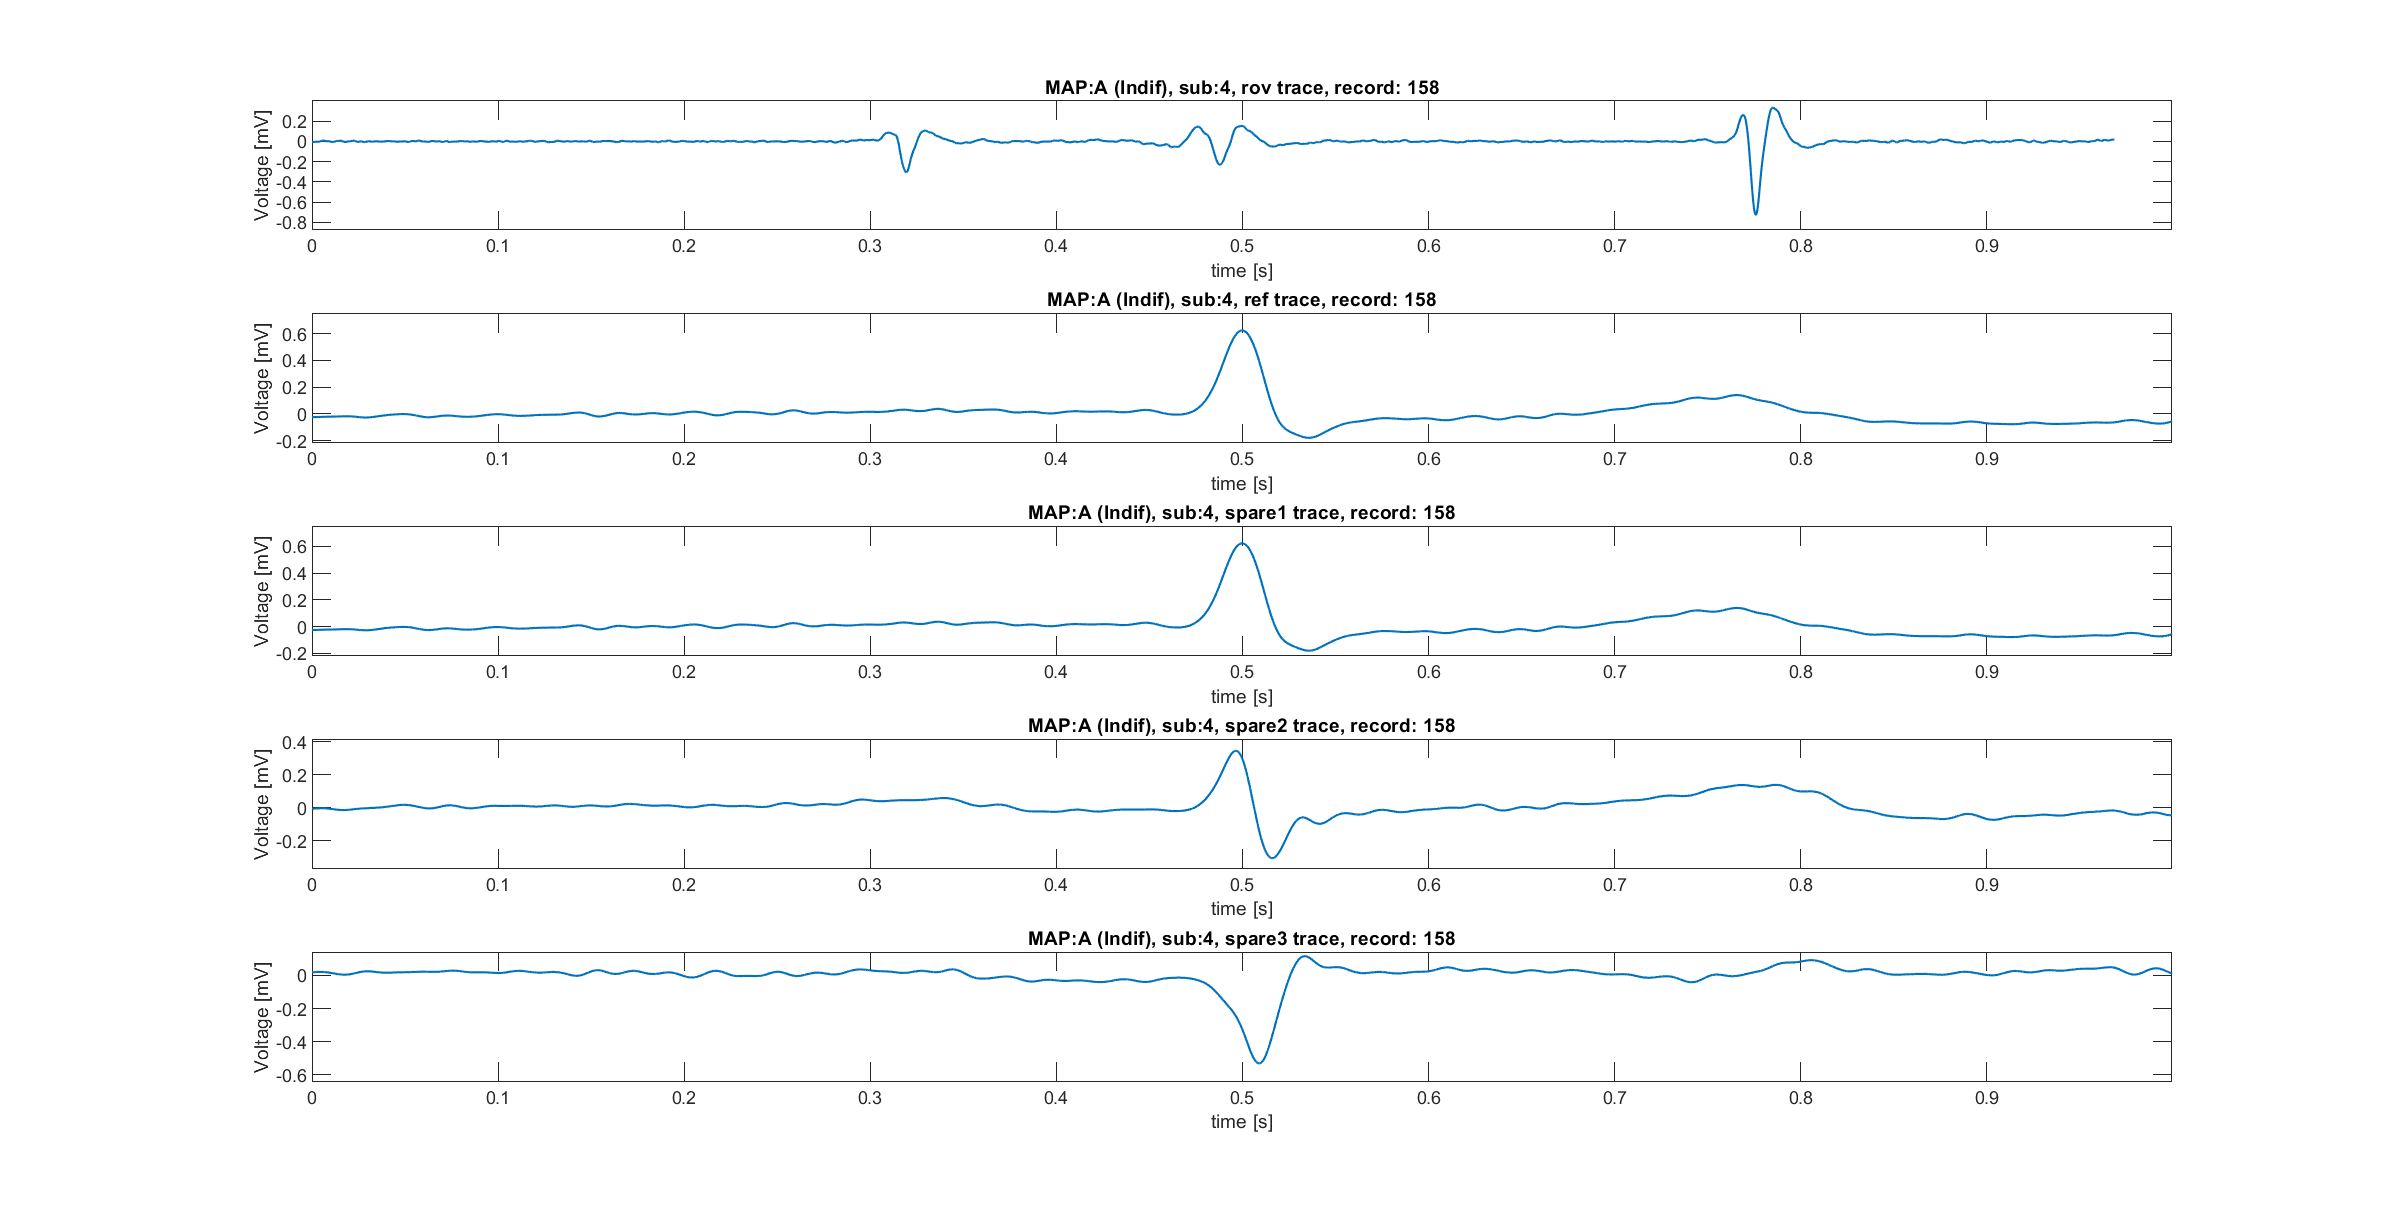 MAP:A (Indif), sub:4, rov trace, record: 158
Voltage [mV]
0.2
0
-0.2
-0.4
-0.6
-0.8
0 0.1 0.2 0.3 0.4 0.5 0.6 0.7 0.8 0.9
time [s]
MAP:A (Indif), sub:4, ref trace, record: 158
Voltage [mV]
0.6
0.4
0.2
0
-0.2
0 0.1 0.2 0.3 0.4 0.5 0.6 0.7 0.8 0.9
time [s]
MAP:A (Indif), sub:4, spare1 trace, record: 158
Voltage [mV]
0.6
0.4
0.2
0
-0.2
0 0.1 0.2 0.3 0.4 0.5 0.6 0.7 0.8 0.9
time [s]
MAP:A (Indif), sub:4, spare2 trace, record: 158
Voltage [mV]
0.4
0.2
0
-0.2
0 0.1 0.2 0.3 0.4 0.5 0.6 0.7 0.8 0.9
time [s]
MAP:A (Indif), sub:4, spare3 trace, record: 158
Voltage [mV]
0
-0.2
-0.4
-0.6
0 0.1 0.2 0.3 0.4 0.5 0.6 0.7 0.8 0.9
time [s]